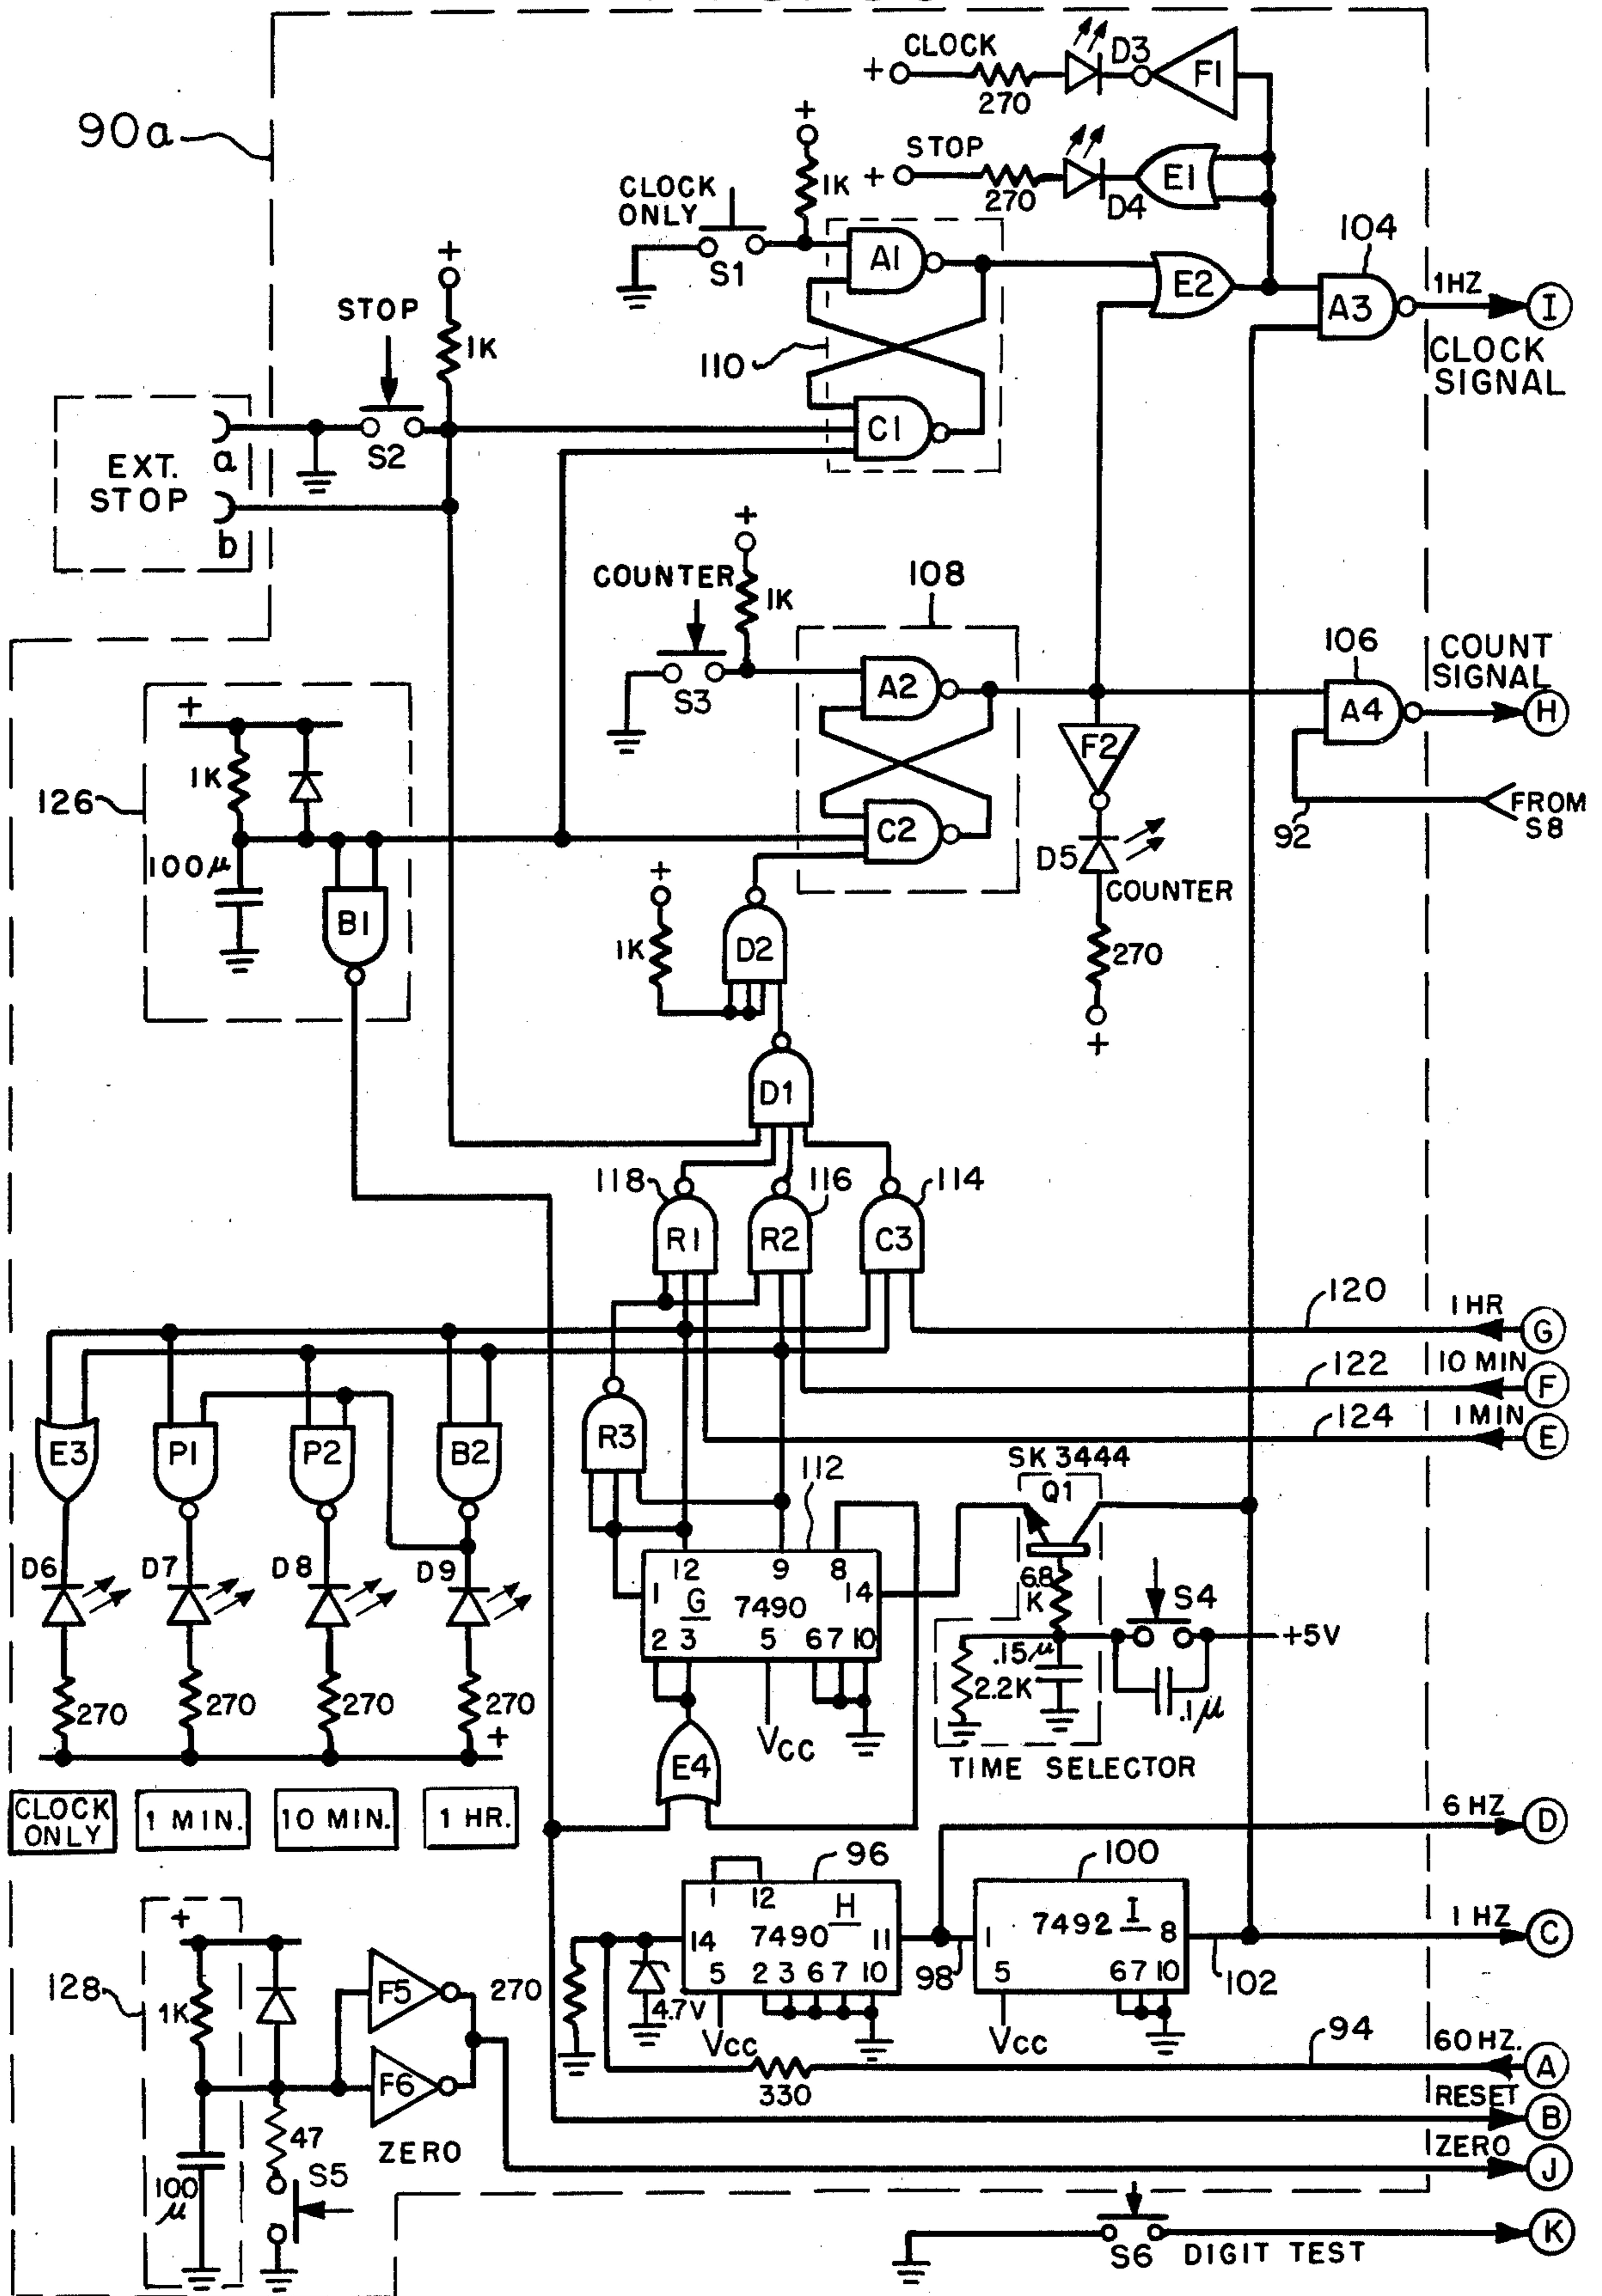 90a
CLOCK
+
270
D3
F1
STOP
+
270
D4
E1
+
1K
CLOCK
ONLY
S1
A1
110
E2
104
A3
1HZ
I
CLOCK
SIGNAL
STOP
+
1K
S2
C1
EXT.
STOP
a
b
COUNTER
+
1K
S3
108
A2
C2
106
A4
COUNT
SIGNAL
H
92
FROM
S8
F2
D5
COUNTER
270
+
126
+
1K
100μ
B1
+
1K
D2
D1
118
R1
116
R2
114
C3
120
1 HR
G
122
10 MIN
F
124
1 MIN
E
E3
P1
P2
B2
R3
112
SK 3444
Q1
D6
D7
D8
D9
12
9
8
1
G
7490
14
2 3
5
6 7 10
VCC
6.8
K
.15μ
2.2K
S4
+5V
.1μ
TIME SELECTOR
270
270
270
270
+
E4
CLOCK
ONLY
1 MIN.
10 MIN.
1 HR.
6 HZ
D
96
1
12
H
14
7490
11
5
2 3 6 7 10
98
100
1
7492
I
8
5
6 7 10
102
1 HZ
C
128
+
1K
100
μ
F5
F6
47
S5
ZERO
270
4.7V
VCC
VCC
330
94
60 HZ.
A
RESET
B
ZERO
J
S6
DIGIT TEST
K